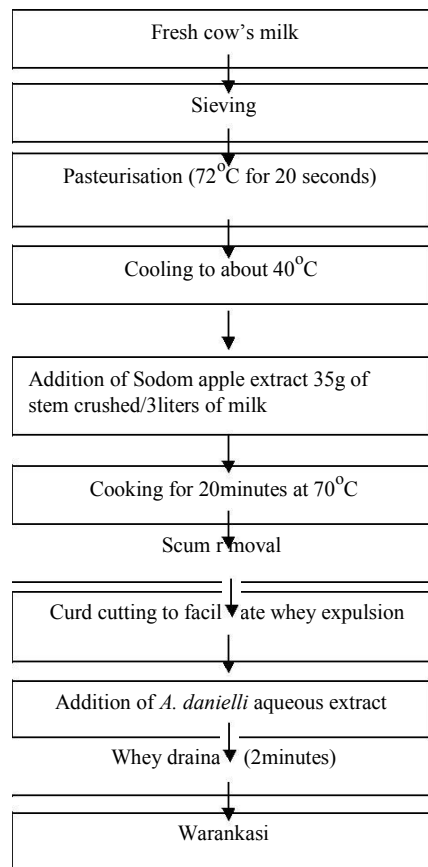 Fresh cow's milk
Sieving
Pasteurisation (72°C for 20 seconds)
Cooling to about 40°C
Addition of Sodom apple extract 35g of
stem crushed/3liters of milk
Cooking for 20minutes at 70°C
Scum r moval
Curd cutting to facil ate whey expulsion
Addition of A. danielli aqueous extract
Whey draina (2minutes)
Warankasi